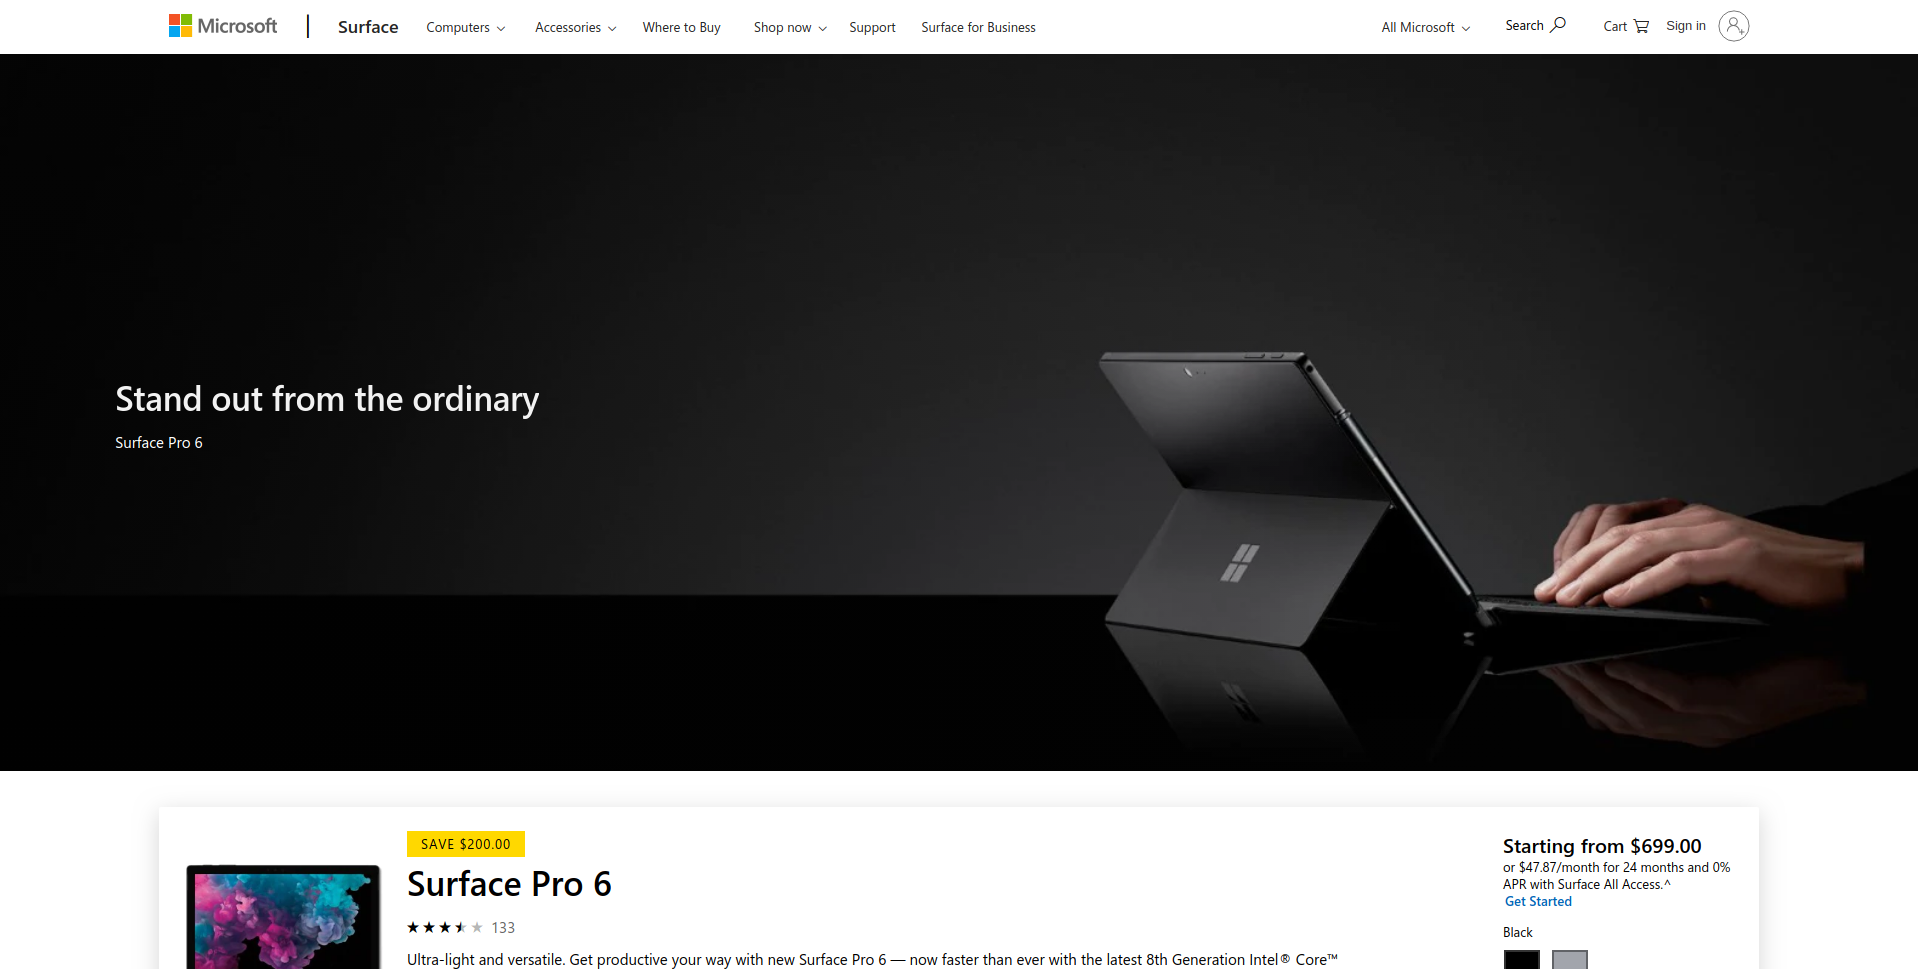 Microsoft
Surface
Computers
Accessories
Where to Buy
Shop now
Support
Surface for Business
All Microsoft
Search
Cart
Sign in
Stand out from the ordinary
Surface Pro 6
SAVE $200.00
Surface Pro 6
133
Ultra-light and versatile. Get productive your way with new Surface Pro 6 — now faster than ever with the latest 8th Generation Intel® Core™
Starting from $699.00
or $47.87/month for 24 months and 0%
APR with Surface All Access.^
Get Started
Black